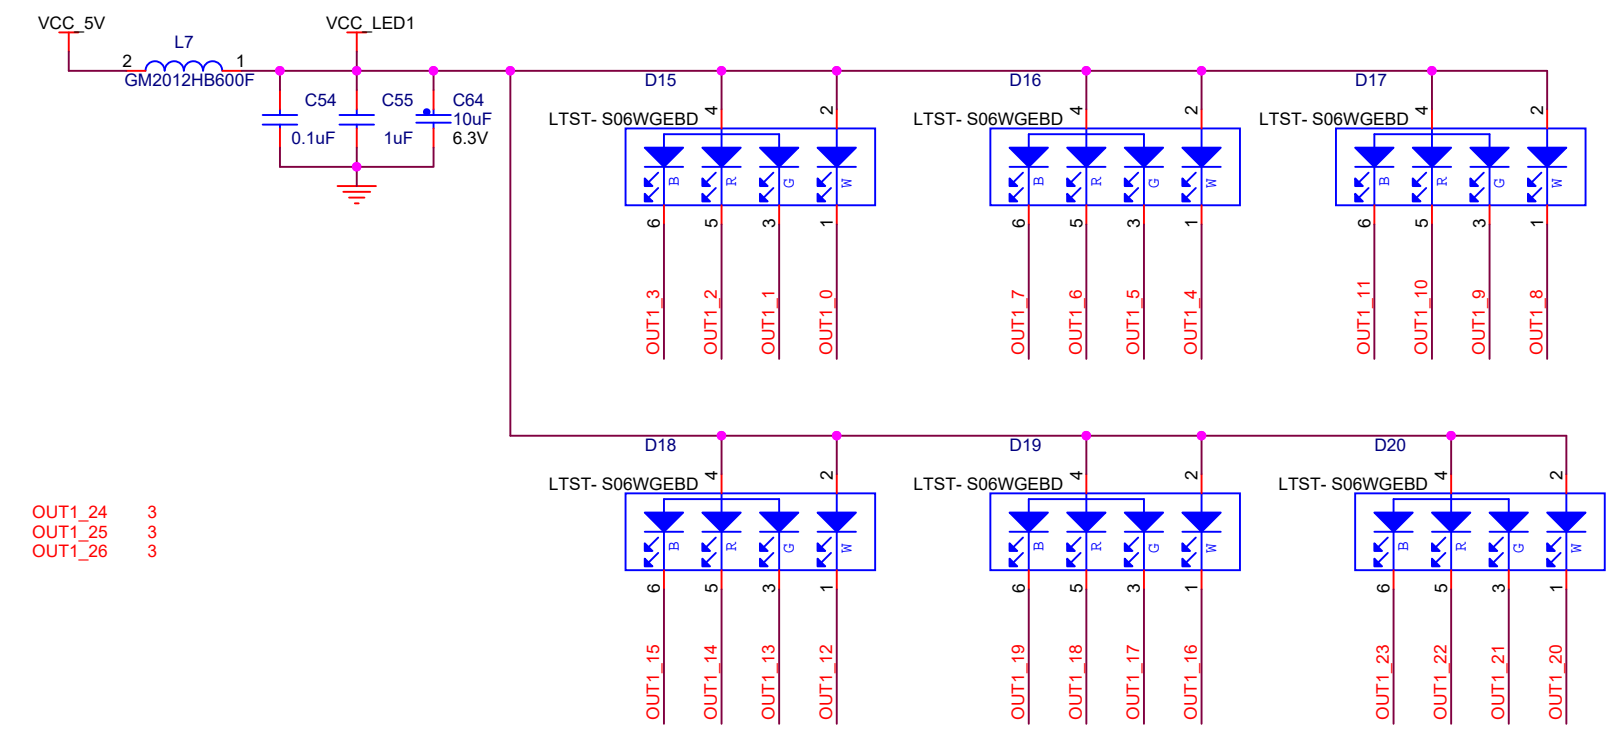 VCC_5V
VCC_LED1
L7
2
1
GM2012HB600F
C54
0.1uF
C55
1uF
C64
10uF
6.3V
D15
LTST- S06WGEBD
4
2
B
R
G
W
6
5
3
1
OUT1_3
OUT1_2
OUT1_1
OUT1_0
D16
LTST- S06WGEBD
4
2
B
R
G
W
6
5
3
1
OUT1_7
OUT1_6
OUT1_5
OUT1_4
D17
LTST- S06WGEBD
4
2
B
R
G
W
6
5
3
1
OUT1_11
OUT1_10
OUT1_9
OUT1_8
D18
LTST- S06WGEBD
4
2
B
R
G
W
6
5
3
1
OUT1_15
OUT1_14
OUT1_13
OUT1_12
D19
LTST- S06WGEBD
4
2
B
R
G
W
6
5
3
1
OUT1_19
OUT1_18
OUT1_17
OUT1_16
D20
LTST- S06WGEBD
4
2
B
R
G
W
6
5
3
1
OUT1_23
OUT1_22
OUT1_21
OUT1_20
OUT1_24 3
OUT1_25 3
OUT1_26 3